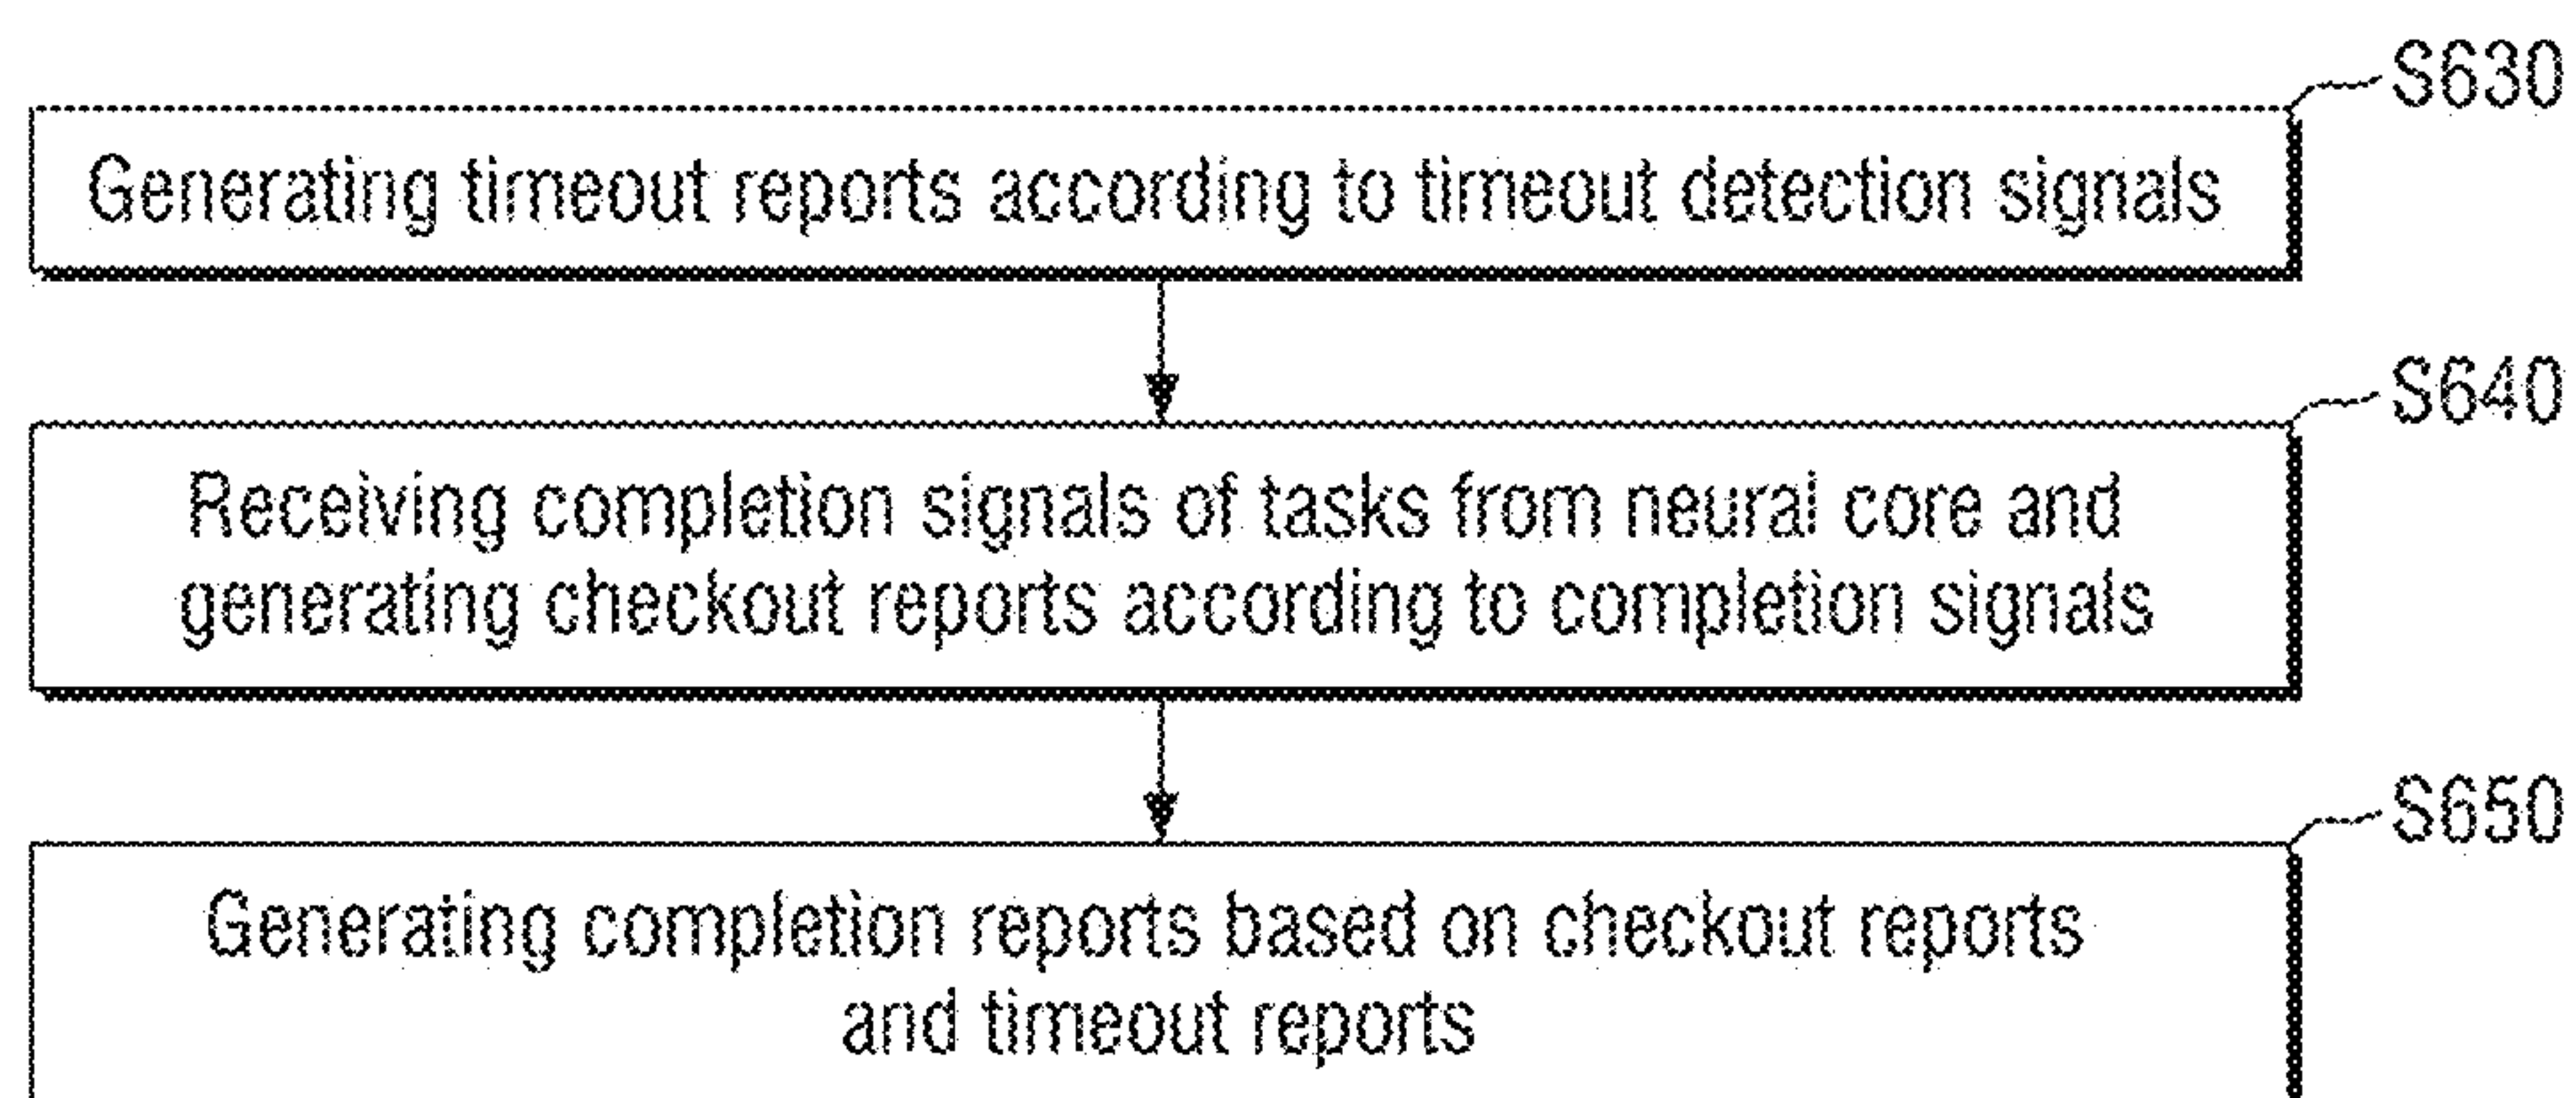 S630
Generating timeout reports according to timeout detection signals
S640
Receiving completion signals of tasks from neural core and
generating checkout reports according to completion signals
S650
Generating completion reports based on checkout reports
and timeout reports